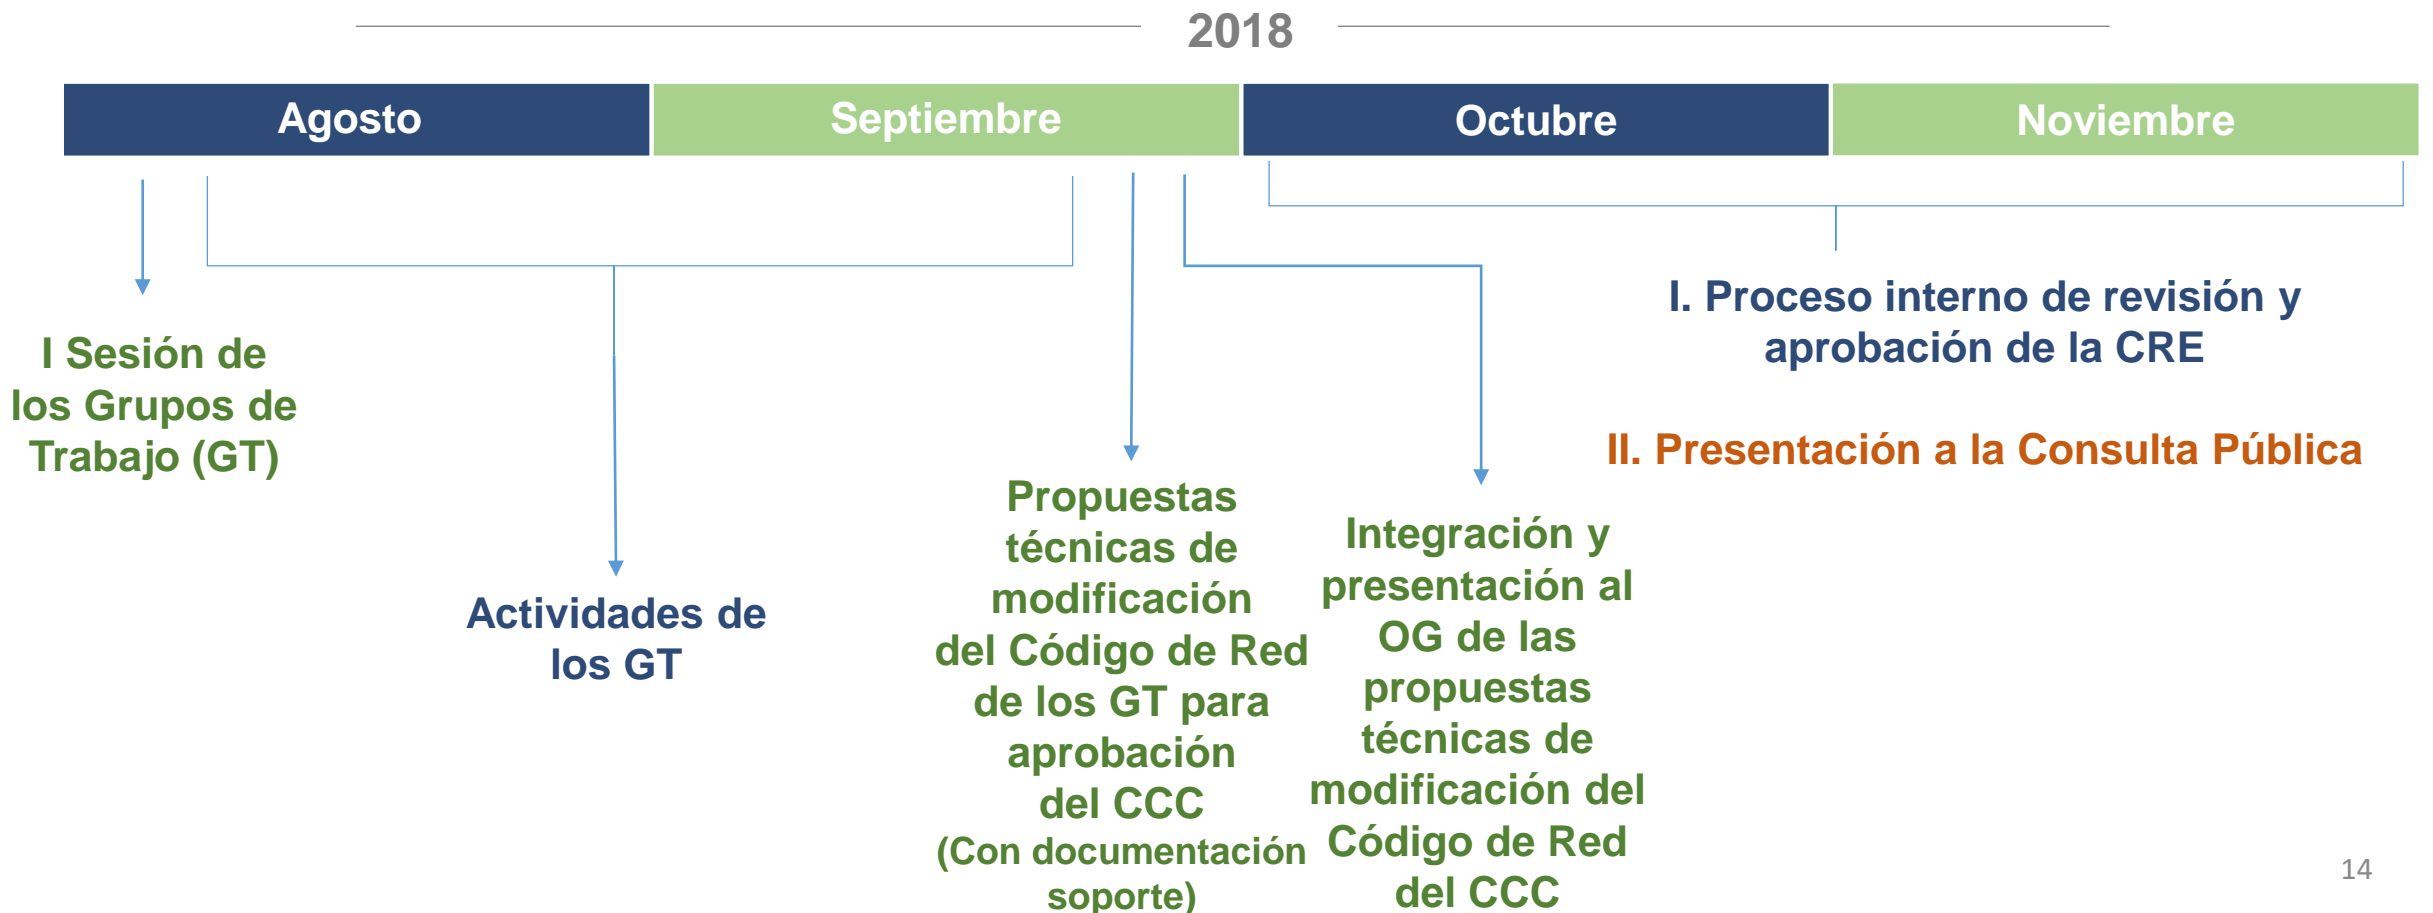 2018
Agosto
Septiembre
Octubre
Noviembre
I Sesión de
los Grupos de
Trabajo (GT)
Actividades de
los GT
Propuestas
técnicas de
modificación
del Código de Red
de los GT para
aprobación
del CCC
(Con documentación
soporte)
Integración y
presentación al
OG de las
propuestas
técnicas de
modificación del
Código de Red
del CCC
I. Proceso interno de revisión y
aprobación de la CRE
II. Presentación a la Consulta Pública
14